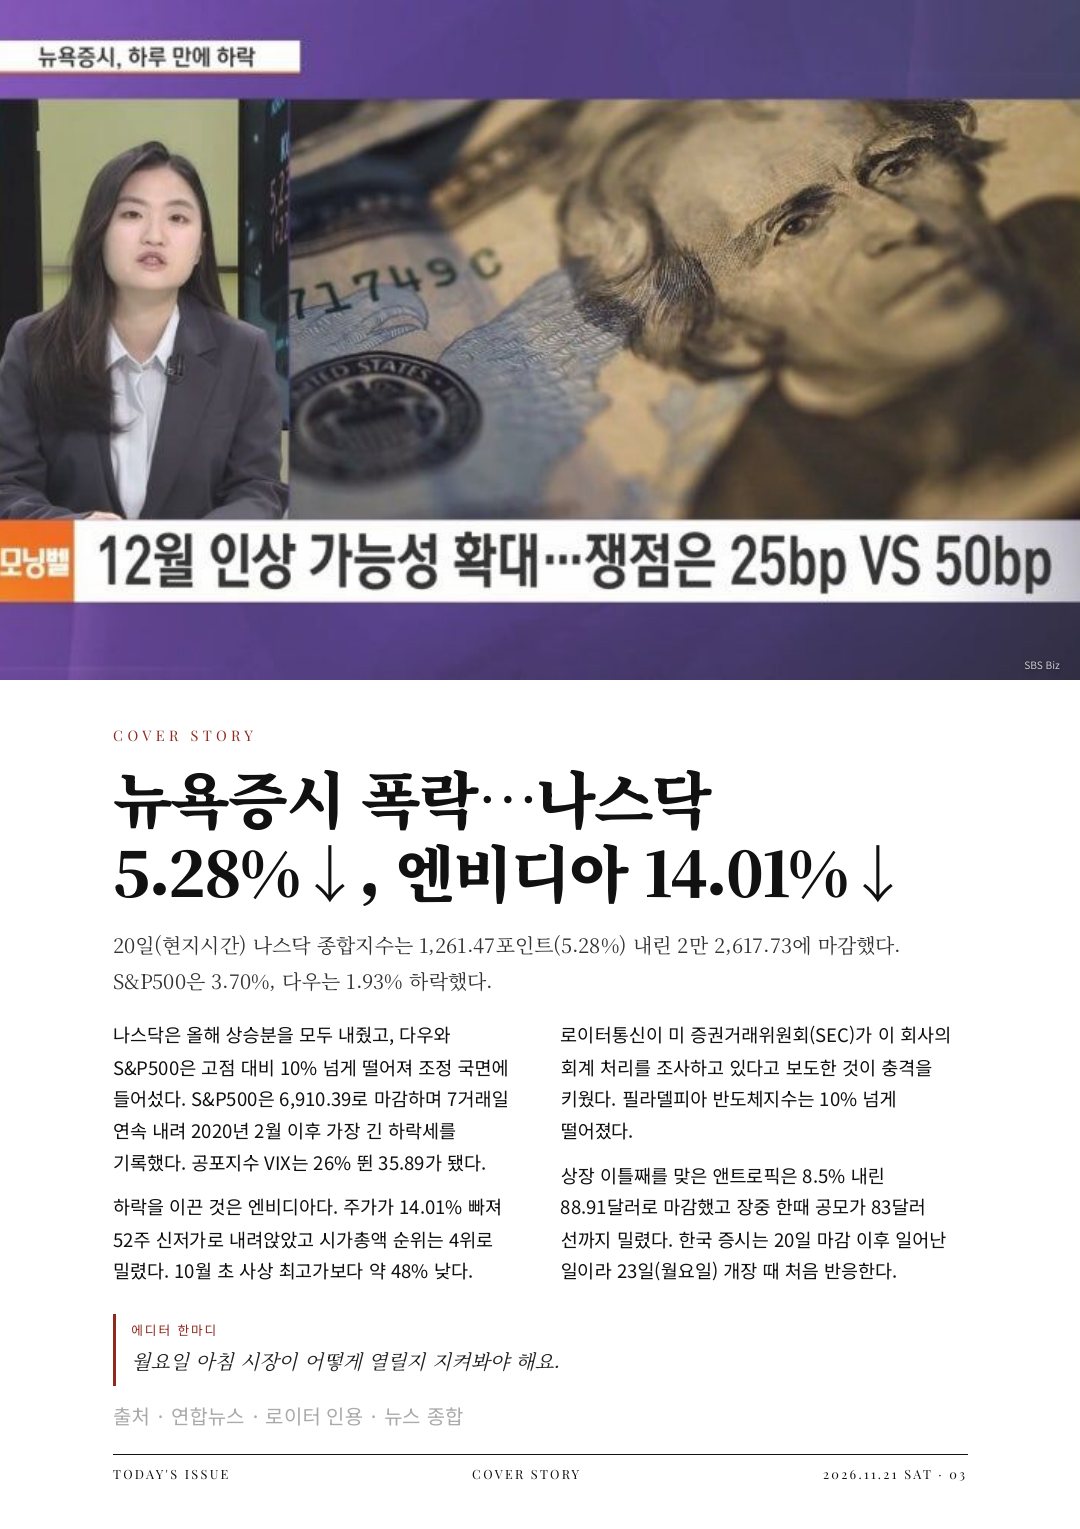 뉴욕증시, 하루 만에 하락
71749 C
STATES
모닝벨
12월 인상 가능성 확대···쟁점은 25bp VS 50bp
SBS Biz
COVER STORY
뉴욕증시 폭락···나스닥
5.28%↓, 엔비디아 14.01%↓
20일(현지시간) 나스닥 종합지수는 1,261.47포인트(5.28%) 내린 2만 2,617.73에 마감했다.
S&P500은 3.70%, 다우는 1.93% 하락했다.
나스닥은 올해 상승분을 모두 내줬고, 다우와
S&P500은 고점 대비 10% 넘게 떨어져 조정 국면에
들어섰다. S&P500은 6,910.39로 마감하며 7거래일
연속 내려 2020년 2월 이후 가장 긴 하락세를
기록했다. 공포지수 VIX는 26% 뛴 35.89가 됐다.
하락을 이끈 것은 엔비디아다. 주가가 14.01% 빠져
52주 신저가로 내려앉았고 시가총액 순위는 4위로
밀렸다. 10월 초 사상 최고가보다 약 48% 낮다.
로이터통신이 미 증권거래위원회(SEC)가 이 회사의
회계 처리를 조사하고 있다고 보도한 것이 충격을
키웠다. 필라델피아 반도체지수는 10% 넘게
떨어졌다.
상장 이틀째를 맞은 앤트로픽은 8.5% 내린
88.91달러로 마감했고 장중 한때 공모가 83달러
선까지 밀렸다. 한국 증시는 20일 마감 이후 일어난
일이라 23일(월요일) 개장 때 처음 반응한다.
에디터 한마디
월요일 아침 시장이 어떻게 열릴지 지켜봐야 해요.
출처 · 연합뉴스 · 로이터 인용 · 뉴스 종합
TODAY'S ISSUE
COVER STORY
2026.11.21 SAT · 03